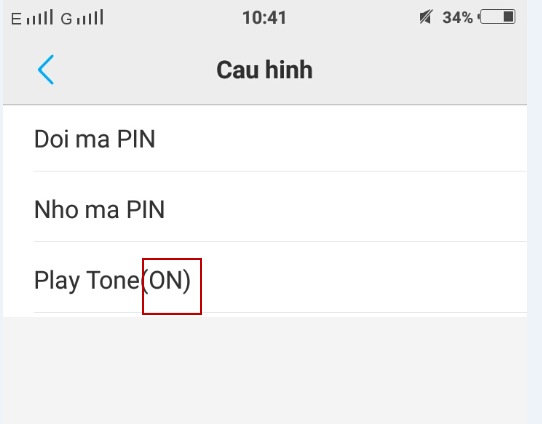 E G 10:41 34%
Cau hinh
Doi ma PIN
Nho ma PIN
Play Tone(ON)